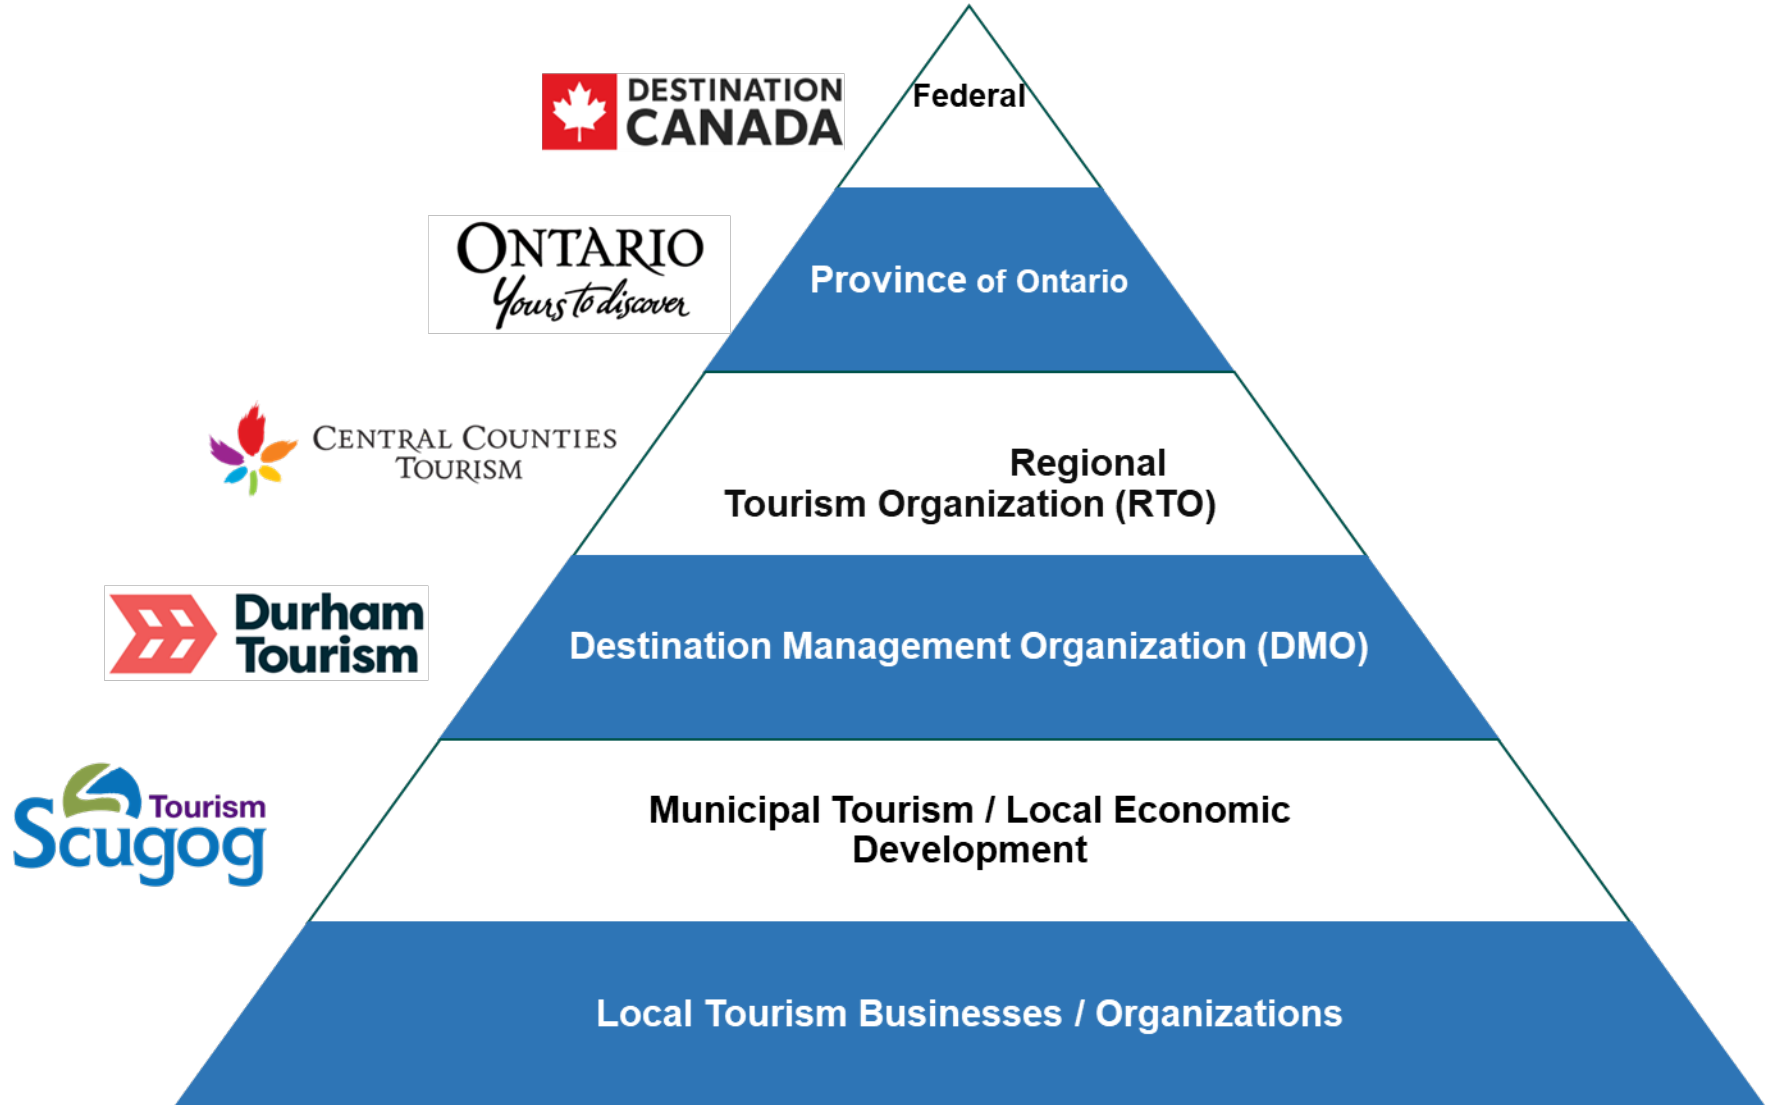 DESTINATION
CANADA
Federal
ONTARIO
Yours to discover
Province of Ontario
CENTRAL COUNTIES
TOURISM
Regional
Tourism Organization (RTO)
Durham
Tourism
Destination Management Organization (DMO)
Tourism
Scugog
Municipal Tourism / Local Economic
Development
Local Tourism Businesses / Organizations